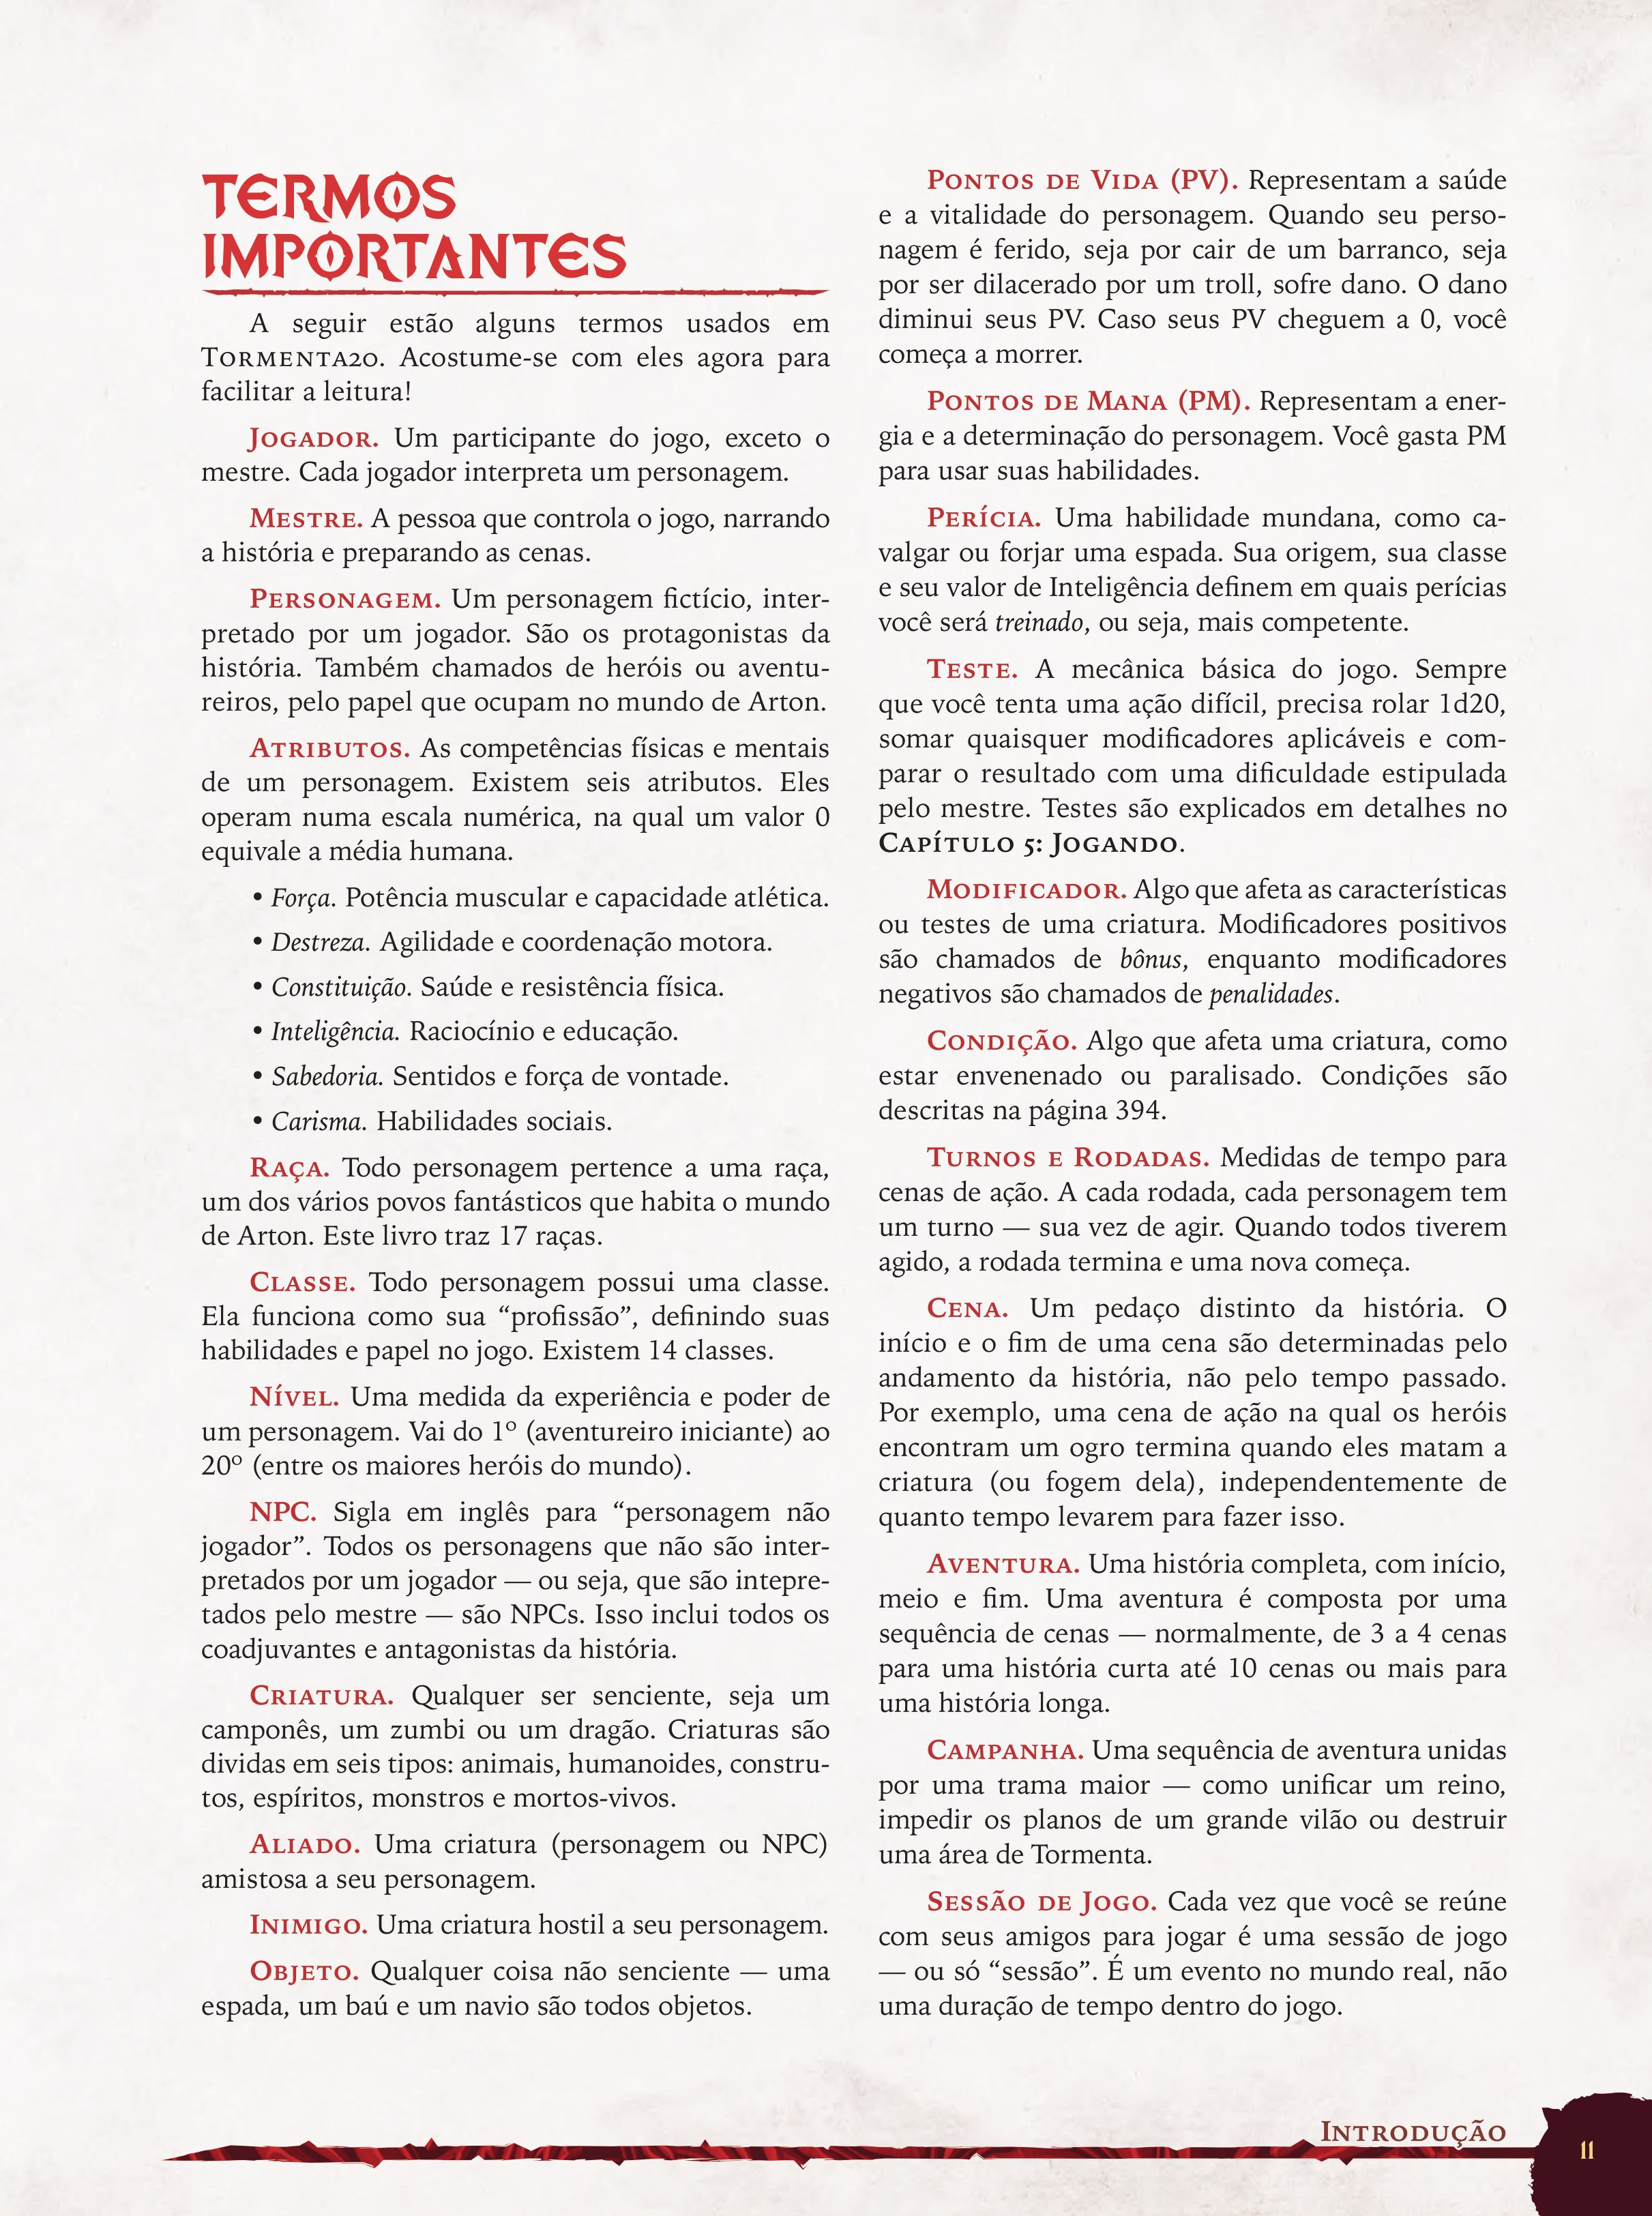 TERMOS
IMPORTANTES
A seguir estão alguns termos usados em
Tormenta20. Acostume-se com eles agora para
facilitar a leitura!
Jogador. Um participante do jogo, exceto o
mestre. Cada jogador interpreta um personagem.
Mestre. A pessoa que controla o jogo, narrando
a história e preparando as cenas.
Personagem. Um personagem fictício, inter-
pretado por um jogador. São os protagonistas da
história. Também chamados de heróis ou aventu-
reiros, pelo papel que ocupam no mundo de Arton.
Atributos. As competências físicas e mentais
de um personagem. Existem seis atributos. Eles
operam numa escala numérica, na qual um valor 0
equivale a média humana.
• Força. Potência muscular e capacidade atlética.
• Destreza. Agilidade e coordenação motora.
• Constituição. Saúde e resistência física.
• Inteligência. Raciocínio e educação.
• Sabedoria. Sentidos e força de vontade.
• Carisma. Habilidades sociais.
Raça. Todo personagem pertence a uma raça,
um dos vários povos fantásticos que habita o mundo
de Arton. Este livro traz 17 raças.
Classe. Todo personagem possui uma classe.
Ela funciona como sua “profissão”, definindo suas
habilidades e papel no jogo. Existem 14 classes.
Nível. Uma medida da experiência e poder de
um personagem. Vai do 1º (aventureiro iniciante) ao
20º (entre os maiores heróis do mundo).
NPC. Sigla em inglês para “personagem não
jogador”. Todos os personagens que não são inter-
pretados por um jogador — ou seja, que são intepre-
tados pelo mestre — são NPCs. Isso inclui todos os
coadjuvantes e antagonistas da história.
Criatura. Qualquer ser senciente, seja um
camponês, um zumbi ou um dragão. Criaturas são
dividas em seis tipos: animais, humanoides, constru-
tos, espíritos, monstros e mortos-vivos.
Aliado. Uma criatura (personagem ou NPC)
amistosa a seu personagem.
Inimigo. Uma criatura hostil a seu personagem.
Objeto. Qualquer coisa não senciente — uma
espada, um baú e um navio são todos objetos.
Pontos de Vida (PV). Representam a saúde
e a vitalidade do personagem. Quando seu perso-
nagem é ferido, seja por cair de um barranco, seja
por ser dilacerado por um troll, sofre dano. O dano
diminui seus PV. Caso seus PV cheguem a 0, você
começa a morrer.
Pontos de Mana (PM). Representam a ener-
gia e a determinação do personagem. Você gasta PM
para usar suas habilidades.
Perícia. Uma habilidade mundana, como ca-
valgar ou forjar uma espada. Sua origem, sua classe
e seu valor de Inteligência definem em quais perícias
você será treinado, ou seja, mais competente.
Teste. A mecânica básica do jogo. Sempre
que você tenta uma ação difícil, precisa rolar 1d20,
somar quaisquer modificadores aplicáveis e com-
parar o resultado com uma dificuldade estipulada
pelo mestre. Testes são explicados em detalhes no
Capítulo 5: Jogando.
Modificador. Algo que afeta as características
ou testes de uma criatura. Modificadores positivos
são chamados de bônus, enquanto modificadores
negativos são chamados de penalidades.
Condição. Algo que afeta uma criatura, como
estar envenenado ou paralisado. Condições são
descritas na página 394.
Turnos e Rodadas. Medidas de tempo para
cenas de ação. A cada rodada, cada personagem tem
um turno — sua vez de agir. Quando todos tiverem
agido, a rodada termina e uma nova começa.
Cena. Um pedaço distinto da história. O
início e o fim de uma cena são determinadas pelo
andamento da história, não pelo tempo passado.
Por exemplo, uma cena de ação na qual os heróis
encontram um ogro termina quando eles matam a
criatura (ou fogem dela), independentemente de
quanto tempo levarem para fazer isso.
Aventura. Uma história completa, com início,
meio e fim. Uma aventura é composta por uma
sequência de cenas — normalmente, de 3 a 4 cenas
para uma história curta até 10 cenas ou mais para
uma história longa.
Campanha. Uma sequência de aventura unidas
por uma trama maior — como unificar um reino,
impedir os planos de um grande vilão ou destruir
uma área de Tormenta.
Sessão de Jogo. Cada vez que você se reúne
com seus amigos para jogar é uma sessão de jogo
— ou só “sessão”. É um evento no mundo real, não
uma duração de tempo dentro do jogo.
Introdução
11